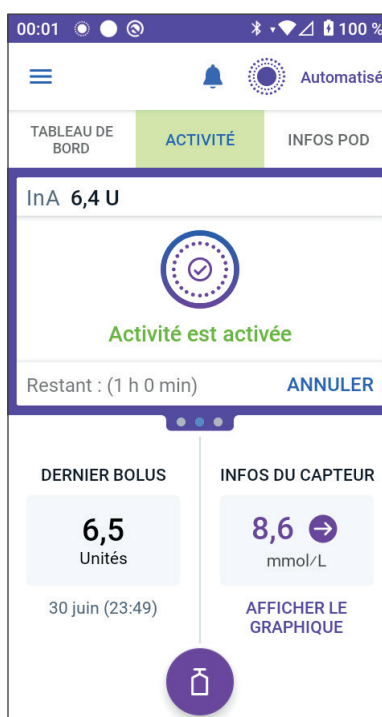 00:01 100 %
Automatisé
TABLEAU DE
BORD
ACTIVITÉ
INFOS POD
InA 6,4 U
Activité est activée
Restant : (1 h 0 min) ANNULER
DERNIER BOLUS
6,5
Unités
30 juin (23:49)
INFOS DU CAPTEUR
8,6
mmol/L
AFFICHER LE
GRAPHIQUE